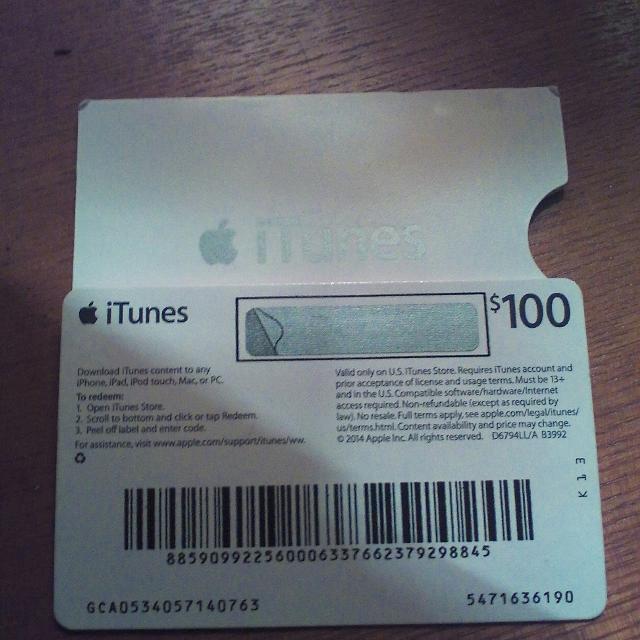 iTunes
iTunes
$100
Download iTunes content to any
iPhone, iPad, iPod touch, Mac, or PC.
To redeem:
1. Open iTunes Store.
2. Scroll to bottom and click or tap Redeem.
3. Peel off label and enter code.
For assistance, visit www.apple.com/support/itunes/ww.
Valid only on U.S. iTunes Store. Requires iTunes account and
prior acceptance of license and usage terms. Must be 13+
and in the U.S. Compatible software/hardware/Internet
access required. Non-refundable (except as required by
law). No resale. Full terms apply, see apple.com/legal/itunes/
us/terms.html. Content availability and price may change.
© 2014 Apple Inc. All rights reserved. D6794LL/A B3992
K13
885909922560006337662379298845
GCA0534057140763
5471636190